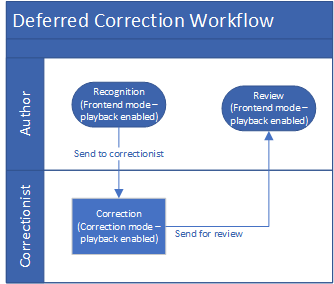 Deferred Correction Workflow
Author
Recognition
(Frontend mode –
playback enabled)
Review
(Frontend mode –
playback enabled)
Send to correctionist
Correctionist
Correction
(Correction mode –
playback enabled)
Send for review